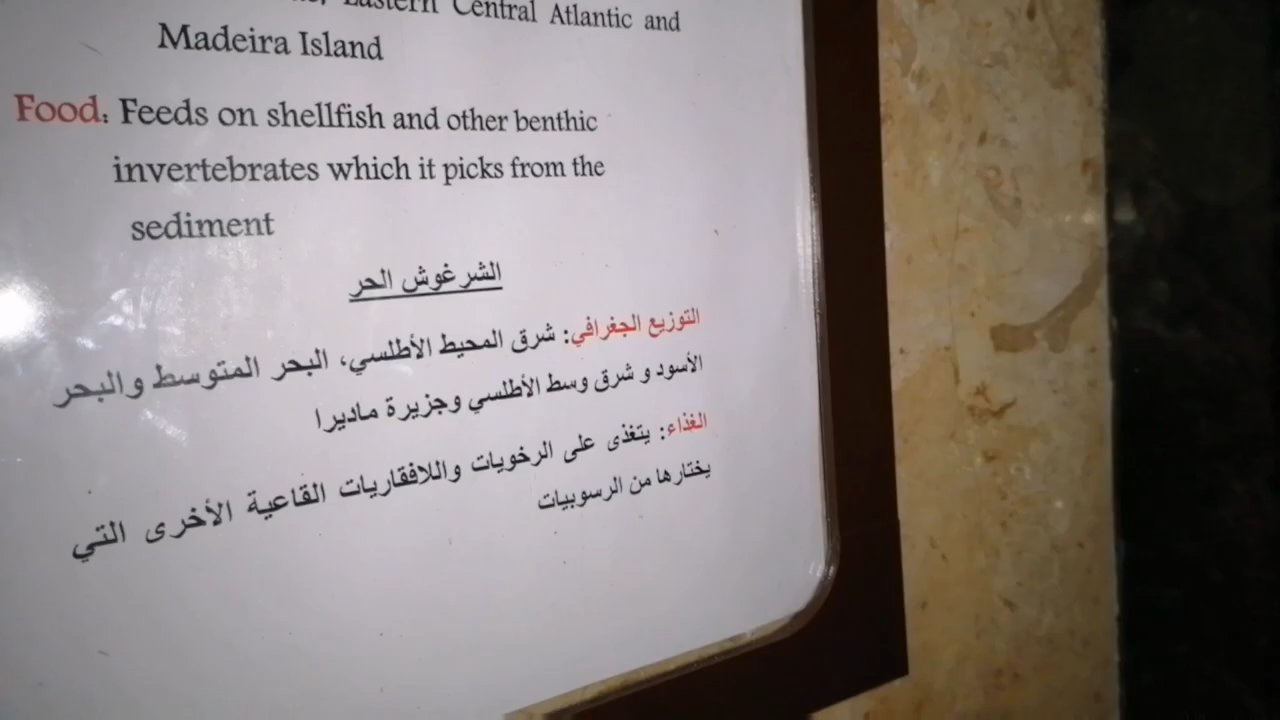 Eastern Central Atlantic and
Madeira Island
Food: Feeds on shellfish and other benthic
invertebrates which it picks from the
sediment
الشرغوش الحر
التوزيع الجغرافي: شرق المحيط الأطلسي، البحر المتوسط والبحر
الأسود و شرق وسط الأطلسي وجزيرة ماديرا
الغذاء: يتغذى على الرخويات واللافقاريات القاعية الأخرى التي
يختارها من الرسوبيات